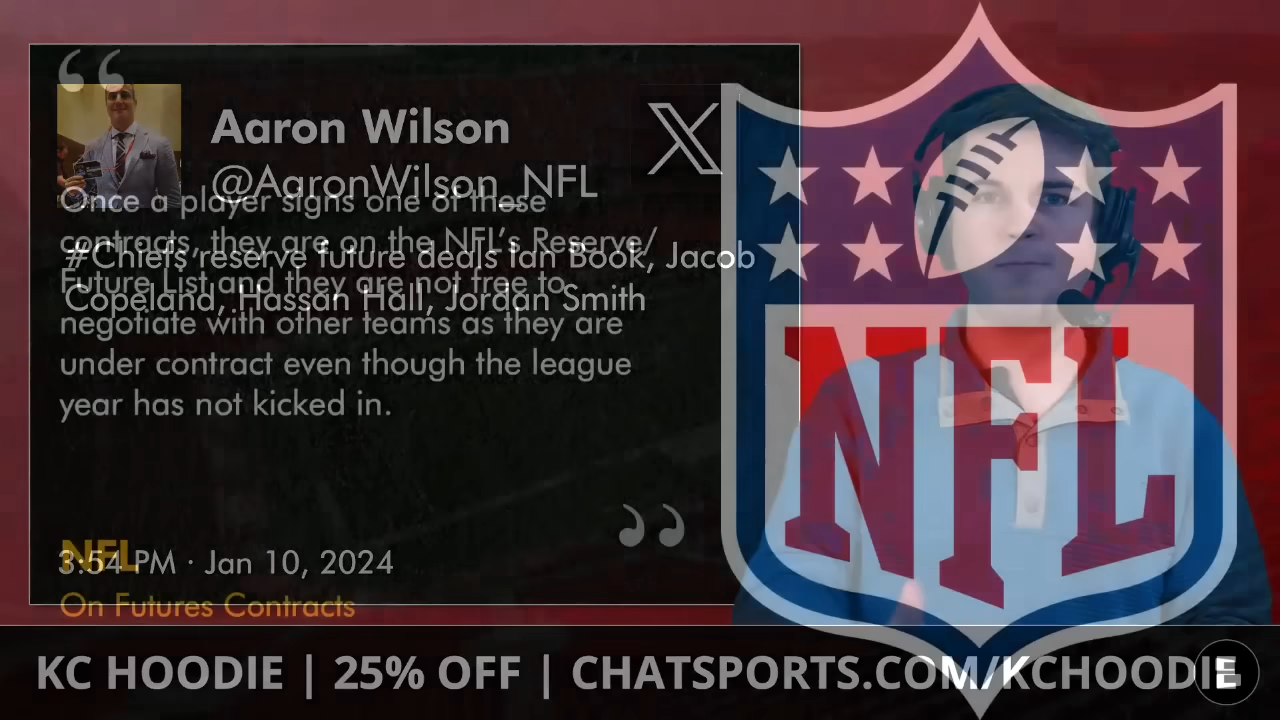 “
Aaron Wilson
@AaronWilson_NFL
Once a player signs one of these
contracts, they are on the NFL’s Reserve/
#Chiefs reserve future deals Ian Book, Jacob
Future List and they are not free to
Copeland, Hassan Hall, Jordan Smith
negotiate with other teams as they are
under contract even though the league
year has not kicked in.
”
NFL
3:54 PM · Jan 10, 2024
On Futures Contracts
NFL
KC HOODIE | 25% OFF | CHATSPORTS.COM/KCHOODIE